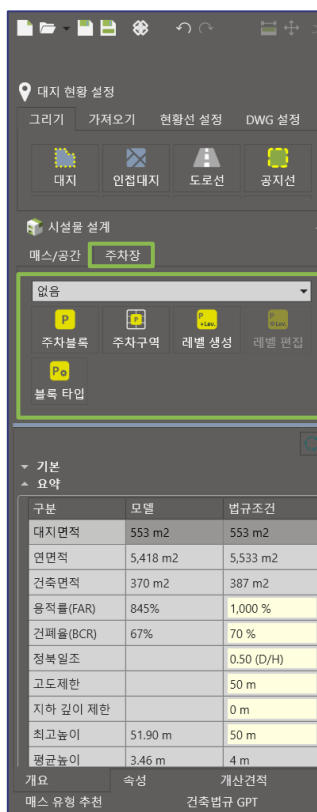 대지 현황 설정
그리기 가져오기 현황선 설정 DWG 설정
대지 인접대지 도로선 공지선
시설물 설계
매스/공간 주차장
없음
P P P +Lev. P Lev.
주차블록 주차구역 레벨 생성 레벨 편집
P
블록 타입
기본
요약
구분 모델 법규조건
대지면적 553 m2 553 m2
연면적 5,418 m2 5,533 m2
건축면적 370 m2 387 m2
용적률(FAR) 845% 1,000 %
건폐율(BCR) 67% 70 %
정북일조 0.50 (D/H)
고도제한 50 m
지하 깊이 제한 0 m
최고높이 51.90 m 50 m
평균높이 3.46 m 4 m
개요 속성 개산견적
매스 유형 추천 건축법규 GPT